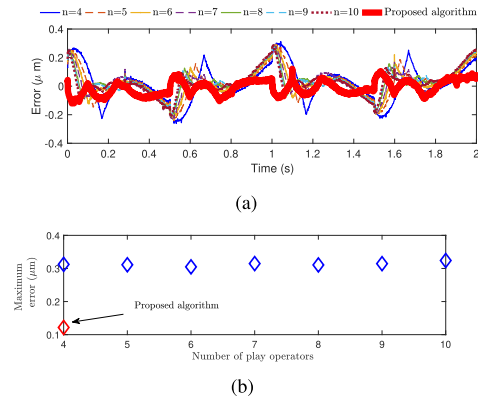 n=4 n=5 n=6 n=7 n=8 n=9 n=10 Proposed algorithm
(a)
Error (μ m)
0.4
0.2
0
-0.2
-0.4
0 0.2 0.4 0.6 0.8 1 1.2 1.4 1.6 1.8 2
Time (s)
(a)
Maximum
error (μm)
0.4
0.3
0.2
0.1
Proposed algorithm
4 5 6 7 8 9 10
Number of play operators
(b)